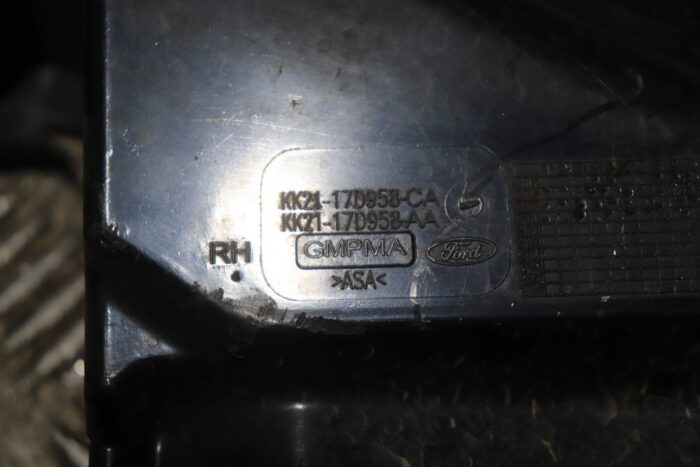 KK21-17D958-CA
KK21-17D958-AA
RH GMPMA Ford
>ASA<